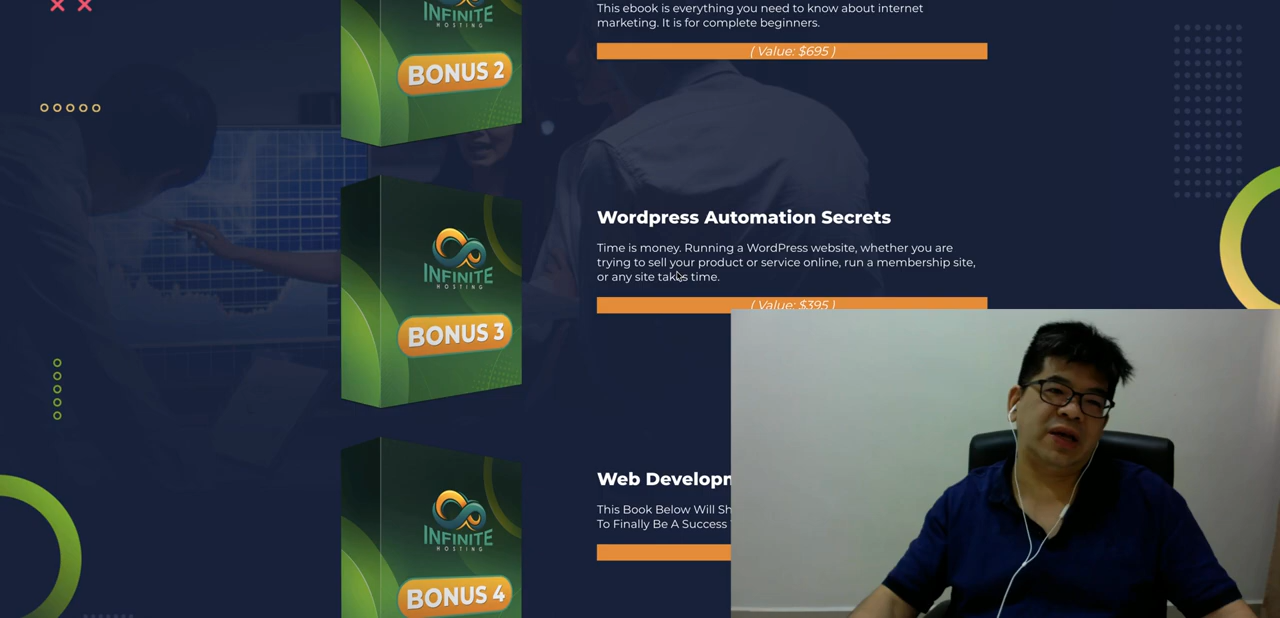 This ebook is everything you need to know about internet
marketing. It is for complete beginners.
( Value: $695 )
INFINITE
HOSTING
BONUS 2
Wordpress Automation Secrets
Time is money. Running a WordPress website, whether you are
trying to sell your product or service online, run a membership site,
or any site takes time.
( Value: $395 )
INFINITE
HOSTING
BONUS 3
Web Develop
This Book Below Will Sh
To Finally Be A Success
INFINITE
HOSTING
BONUS 4